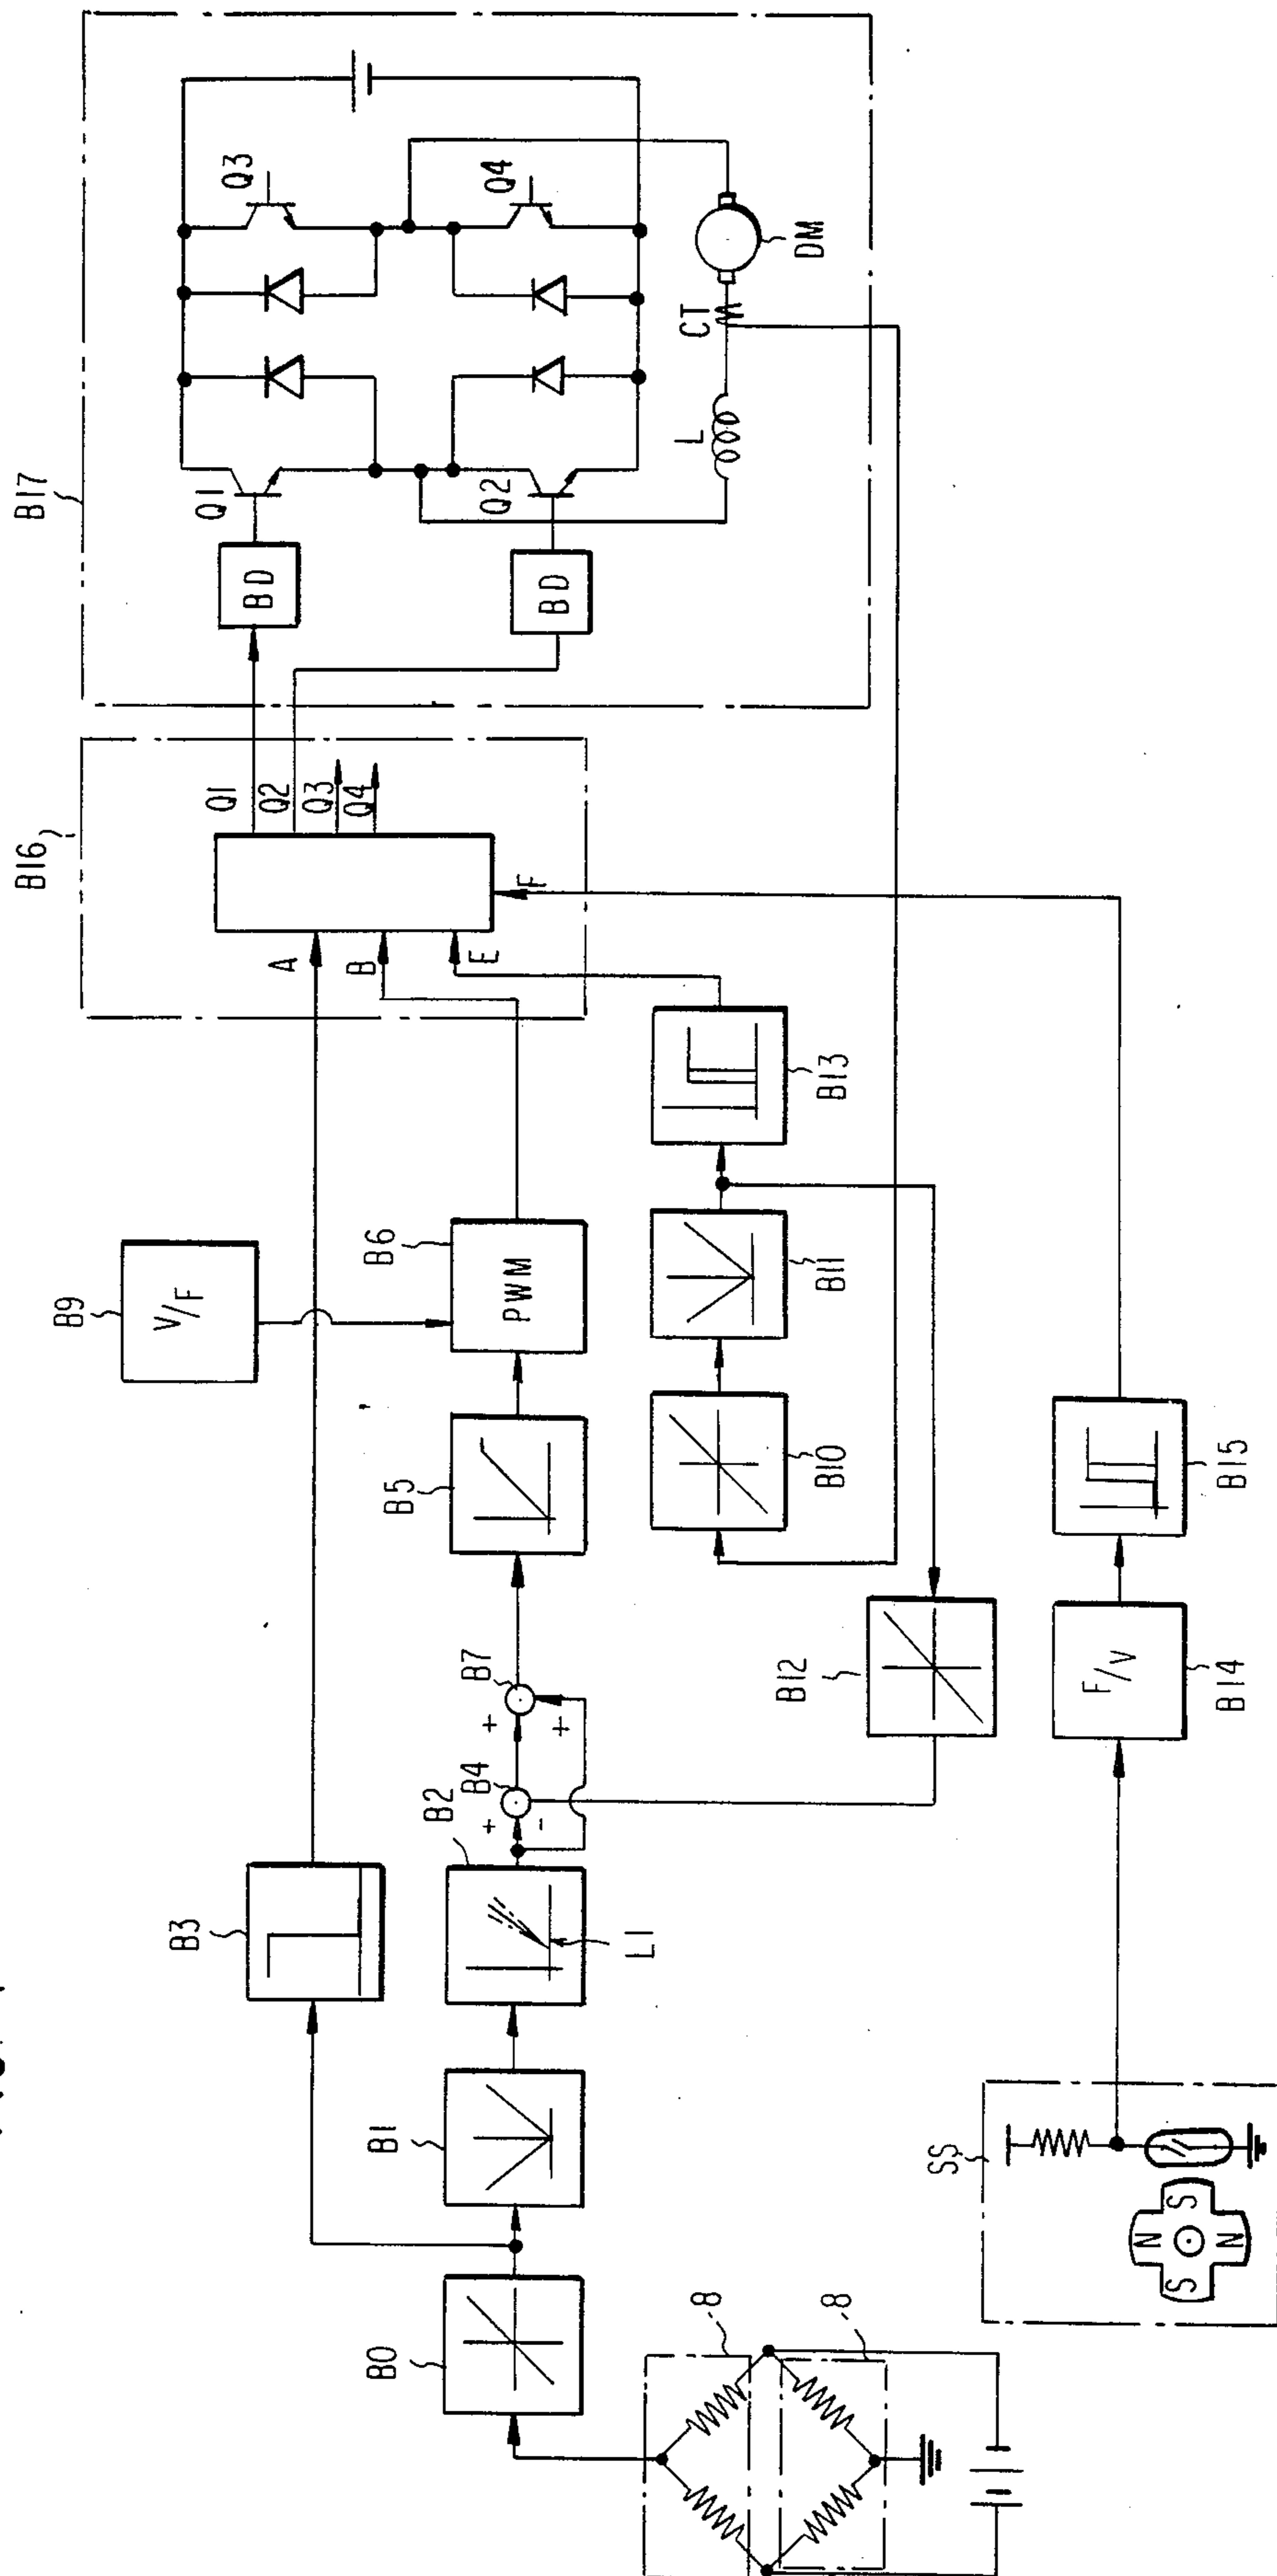 B17
Q1
Q3
BD
Q2
Q4
BD
L
CT
DM
B16
Q1
Q2
Q3
Q4
A
B
E
F
B9
V/F
B6
PWM
B5
B13
B11
B10
B3
B7
+
+
B4
+
-
B2
L1
B12
B15
F/V
B14
B1
B0
8
8
SS
N
S
S
N